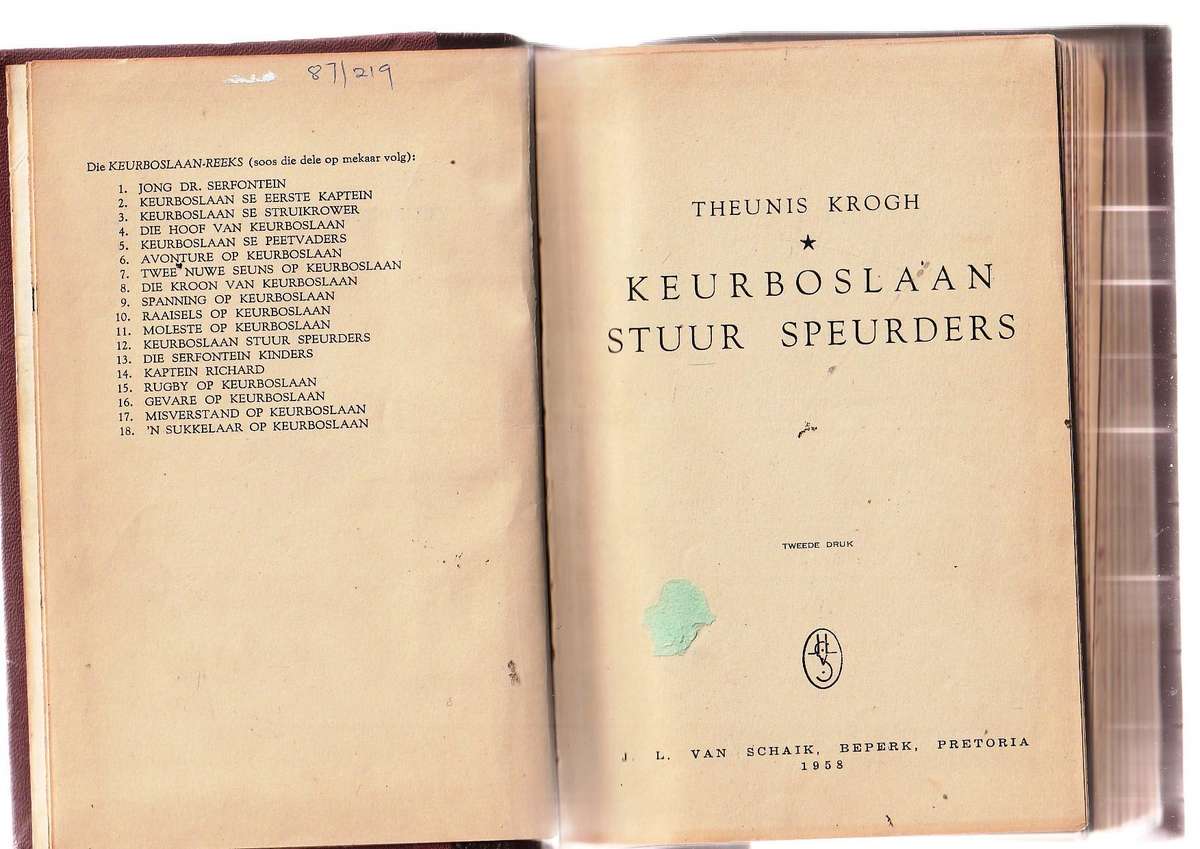 87/219
Die KEURBOSLAAN-REEKS (soos die dele op mekaar volg):
1. JONG DR. SERFONTEIN
2. KEURBOSLAAN SE EERSTE KAPTEIN
3. KEURBOSLAAN SE STRUIKROWER
4. DIE HOOF VAN KEURBOSLAAN
5. KEURBOSLAAN SE PEETVADERS
6. AVONTURE OP KEURBOSLAAN
7. TWEE NUWE SEUNS OP KEURBOSLAAN
8. DIE KROON VAN KEURBOSLAAN
9. SPANNING OP KEURBOSLAAN
10. RAAISELS OP KEURBOSLAAN
11. MOLESTE OP KEURBOSLAAN
12. KEURBOSLAAN STUUR SPEURDERS
13. DIE SERFONTEIN KINDERS
14. KAPTEIN RICHARD
15. RUGBY OP KEURBOSLAAN
16. GEVARE OP KEURBOSLAAN
17. MISVERSTAND OP KEURBOSLAAN
18. 'N SUKKELAAR OP KEURBOSLAAN
THEUNIS KROGH
★
KEURBOSLAAN
STUUR SPEURDERS
TWEEDE DRUK
J. L. VAN SCHAIK, BEPERK, PRETORIA
1958